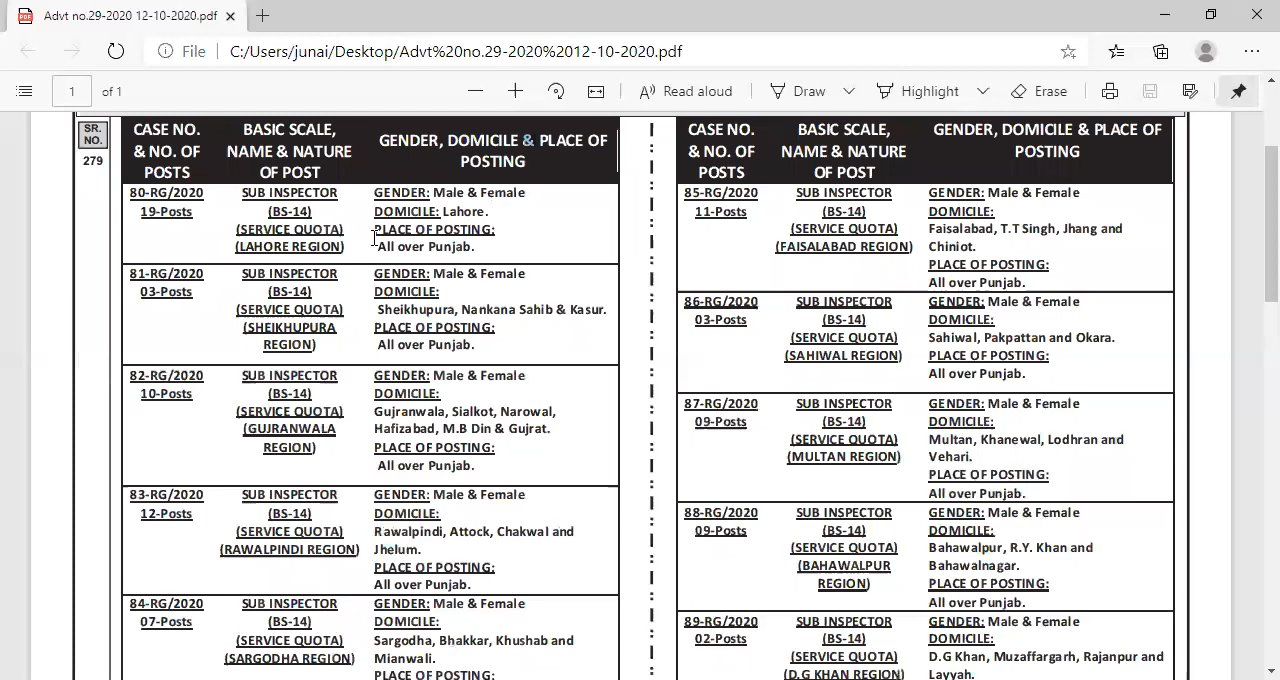 Advt no.29-2020 12-10-2020.pdf
File C:/Users/junai/Desktop/Advt%20no.29-2020%2012-10-2020.pdf
1 of 1 Read aloud Draw Highlight Erase
SR. NO.
279
CASE NO. & NO. OF POSTS
BASIC SCALE, NAME & NATURE OF POST
GENDER, DOMICILE & PLACE OF POSTING
80-RG/2020
19-Posts
SUB INSPECTOR
(BS-14)
(SERVICE QUOTA)
(LAHORE REGION)
GENDER: Male & Female
DOMICILE: Lahore.
PLACE OF POSTING:
All over Punjab.
81-RG/2020
03-Posts
SUB INSPECTOR
(BS-14)
(SERVICE QUOTA)
(SHEIKHUPURA
REGION)
GENDER: Male & Female
DOMICILE:
Sheikhupura, Nankana Sahib & Kasur.
PLACE OF POSTING:
All over Punjab.
82-RG/2020
10-Posts
SUB INSPECTOR
(BS-14)
(SERVICE QUOTA)
(GUJRANWALA
REGION)
GENDER: Male & Female
DOMICILE:
Gujranwala, Sialkot, Narowal,
Hafizabad, M.B Din & Gujrat.
PLACE OF POSTING:
All over Punjab.
83-RG/2020
12-Posts
SUB INSPECTOR
(BS-14)
(SERVICE QUOTA)
(RAWALPINDI REGION)
GENDER: Male & Female
DOMICILE:
Rawalpindi, Attock, Chakwal and
Jhelum.
PLACE OF POSTING:
All over Punjab.
84-RG/2020
07-Posts
SUB INSPECTOR
(BS-14)
(SERVICE QUOTA)
(SARGODHA REGION)
GENDER: Male & Female
DOMICILE:
Sargodha, Bhakkar, Khushab and
Mianwali.
PLACE OF POSTING:
CASE NO. & NO. OF POSTS
BASIC SCALE, NAME & NATURE OF POST
GENDER, DOMICILE & PLACE OF POSTING
85-RG/2020
11-Posts
SUB INSPECTOR
(BS-14)
(SERVICE QUOTA)
(FAISALABAD REGION)
GENDER: Male & Female
DOMICILE:
Faisalabad, T.T Singh, Jhang and
Chiniot.
PLACE OF POSTING:
All over Punjab.
86-RG/2020
03-Posts
SUB INSPECTOR
(BS-14)
(SERVICE QUOTA)
(SAHIWAL REGION)
GENDER: Male & Female
DOMICILE:
Sahiwal, Pakpattan and Okara.
PLACE OF POSTING:
All over Punjab.
87-RG/2020
09-Posts
SUB INSPECTOR
(BS-14)
(SERVICE QUOTA)
(MULTAN REGION)
GENDER: Male & Female
DOMICILE:
Multan, Khanewal, Lodhran and
Vehari.
PLACE OF POSTING:
All over Punjab.
88-RG/2020
09-Posts
SUB INSPECTOR
(BS-14)
(SERVICE QUOTA)
(BAHAWALPUR
REGION)
GENDER: Male & Female
DOMICILE:
Bahawalpur, R.Y. Khan and
Bahawalnagar.
PLACE OF POSTING:
All over Punjab.
89-RG/2020
02-Posts
SUB INSPECTOR
(BS-14)
(SERVICE QUOTA)
(D.G KHAN REGION)
GENDER: Male & Female
DOMICILE:
D.G Khan, Muzaffargarh, Rajanpur and
Layyah.